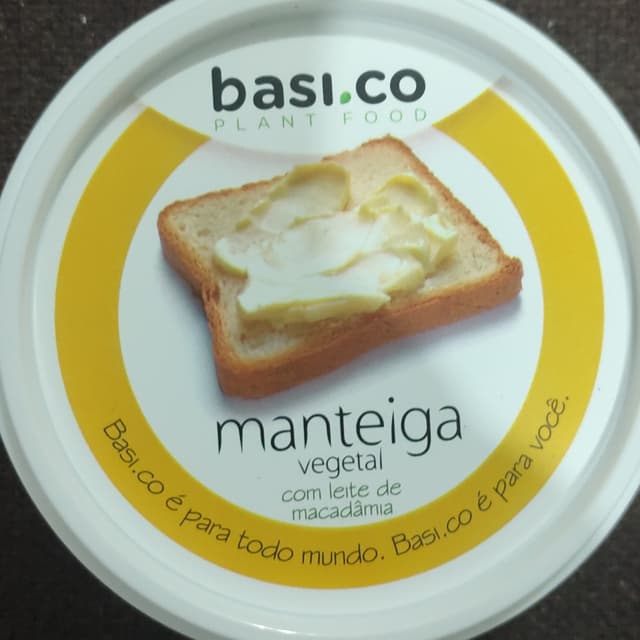 basi.co
PLANT FOOD
manteiga
vegetal
com leite de
macadâmia
Basi.co é para todo mundo. Basi.co é para você.